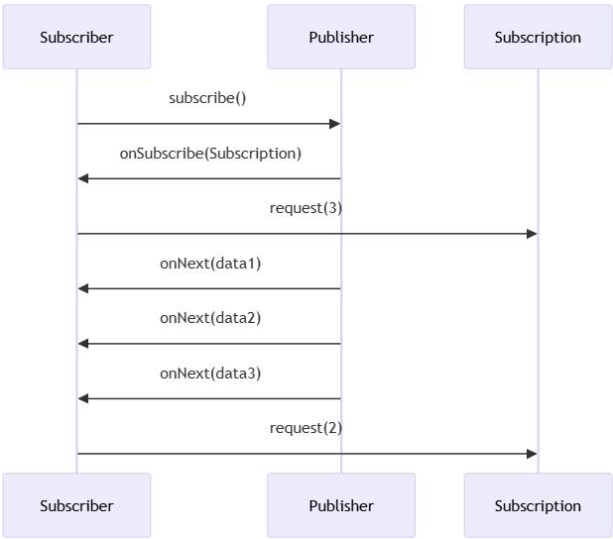 Subscriber Publisher Subscription
subscribe()
onSubscribe(Subscription)
request(3)
onNext(data1)
onNext(data2)
onNext(data3)
request(2)
Subscriber Publisher Subscription